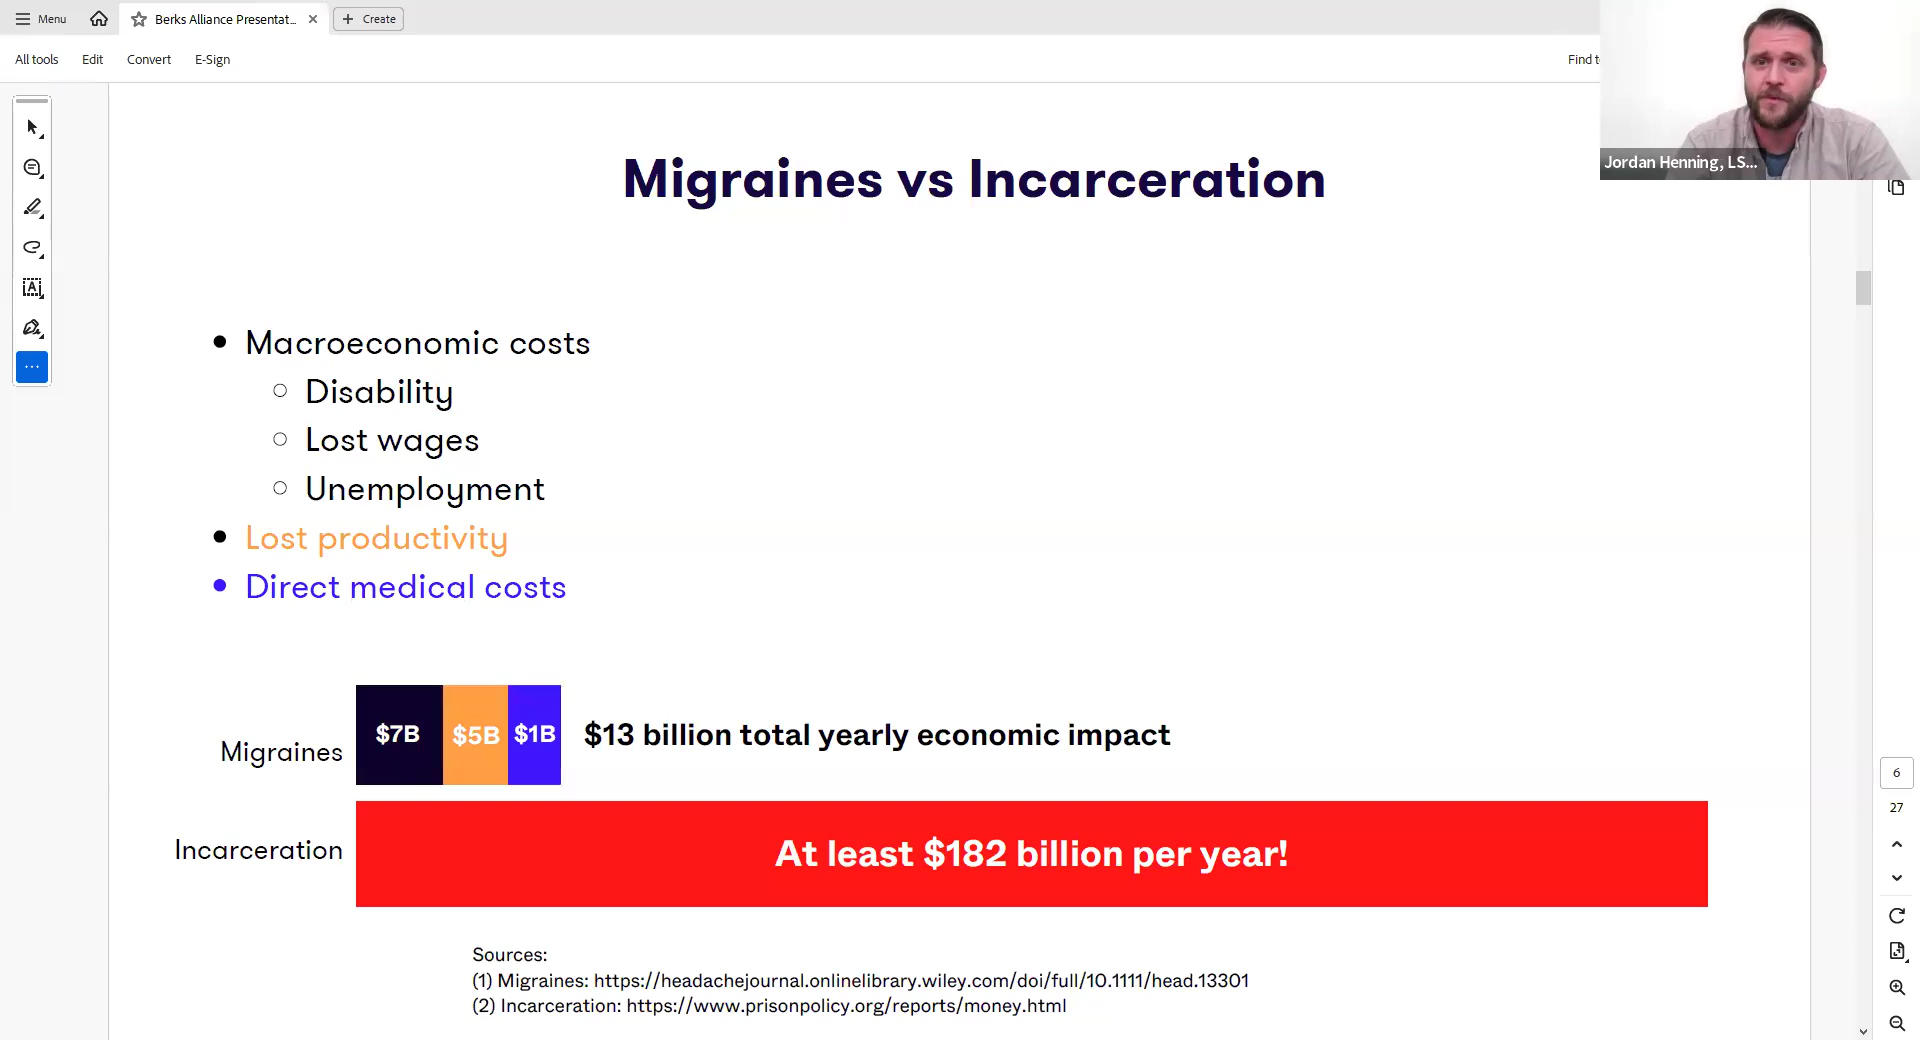 Menu
Berks Alliance Presentat...
Create
All tools
Edit
Convert
E-Sign
Find t
Jordan Henning, LS...
Migraines vs Incarceration
Macroeconomic costs
Disability
Lost wages
Unemployment
Lost productivity
Direct medical costs
Migraines
$7B
$5B
$1B
$13 billion total yearly economic impact
Incarceration
At least $182 billion per year!
Sources:
(1) Migraines: https://headachejournal.onlinelibrary.wiley.com/doi/full/10.1111/head.13301
(2) Incarceration: https://www.prisonpolicy.org/reports/money.html
6
27